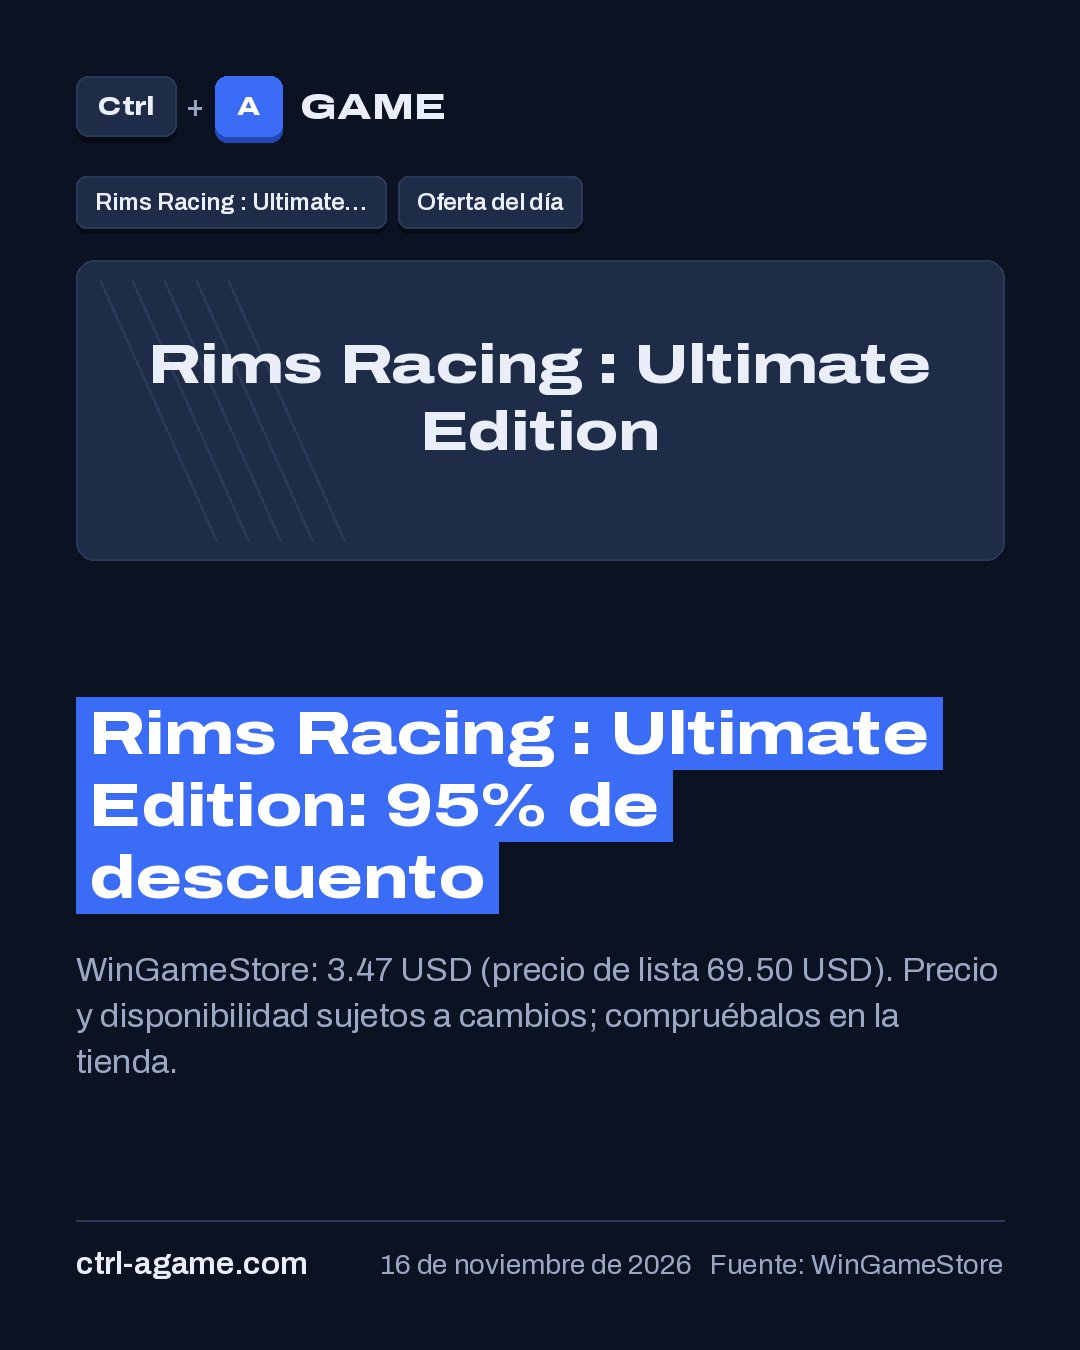 Ctrl + A GAME
Rims Racing : Ultimate... Oferta del día
Rims Racing : Ultimate
Edition
Rims Racing : Ultimate
Edition: 95% de
descuento
WinGameStore: 3.47 USD (precio de lista 69.50 USD). Precio
y disponibilidad sujetos a cambios; compruébalos en la
tienda.
ctrl-agame.com 16 de noviembre de 2026 Fuente: WinGameStore